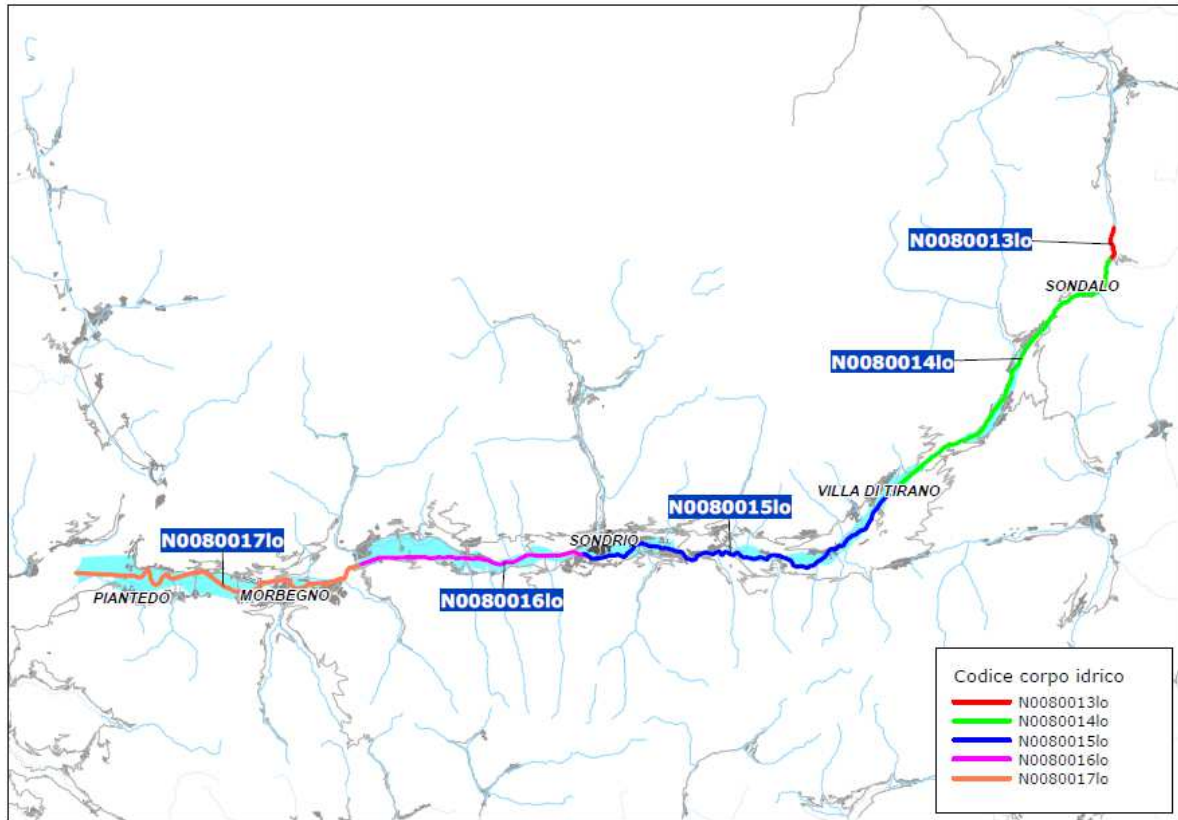 N0080013lo
SONDALO
N0080014lo
VILLA DI TIRANO
N0080015lo
SONDRIO
N0080017lo
N0080016lo
PIANTEDO
MORBEGNO
Codice corpo idrico
N0080013lo
N0080014lo
N0080015lo
N0080016lo
N0080017lo